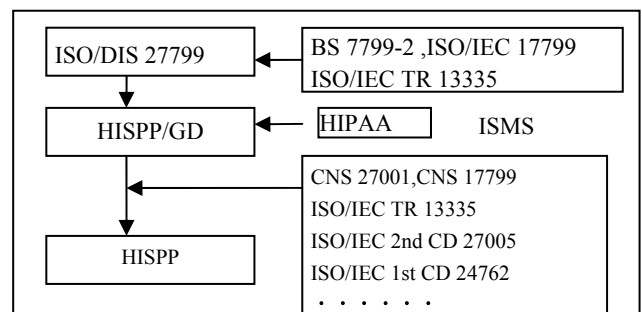 ISO/DIS 27799
BS 7799-2 ,ISO/IEC 17799
ISO/IEC TR 13335
HISPP/GD
HIPAA
ISMS
CNS 27001,CNS 17799
ISO/IEC TR 13335
ISO/IEC 2nd CD 27005
ISO/IEC 1st CD 24762
．．．．．．
HISPP